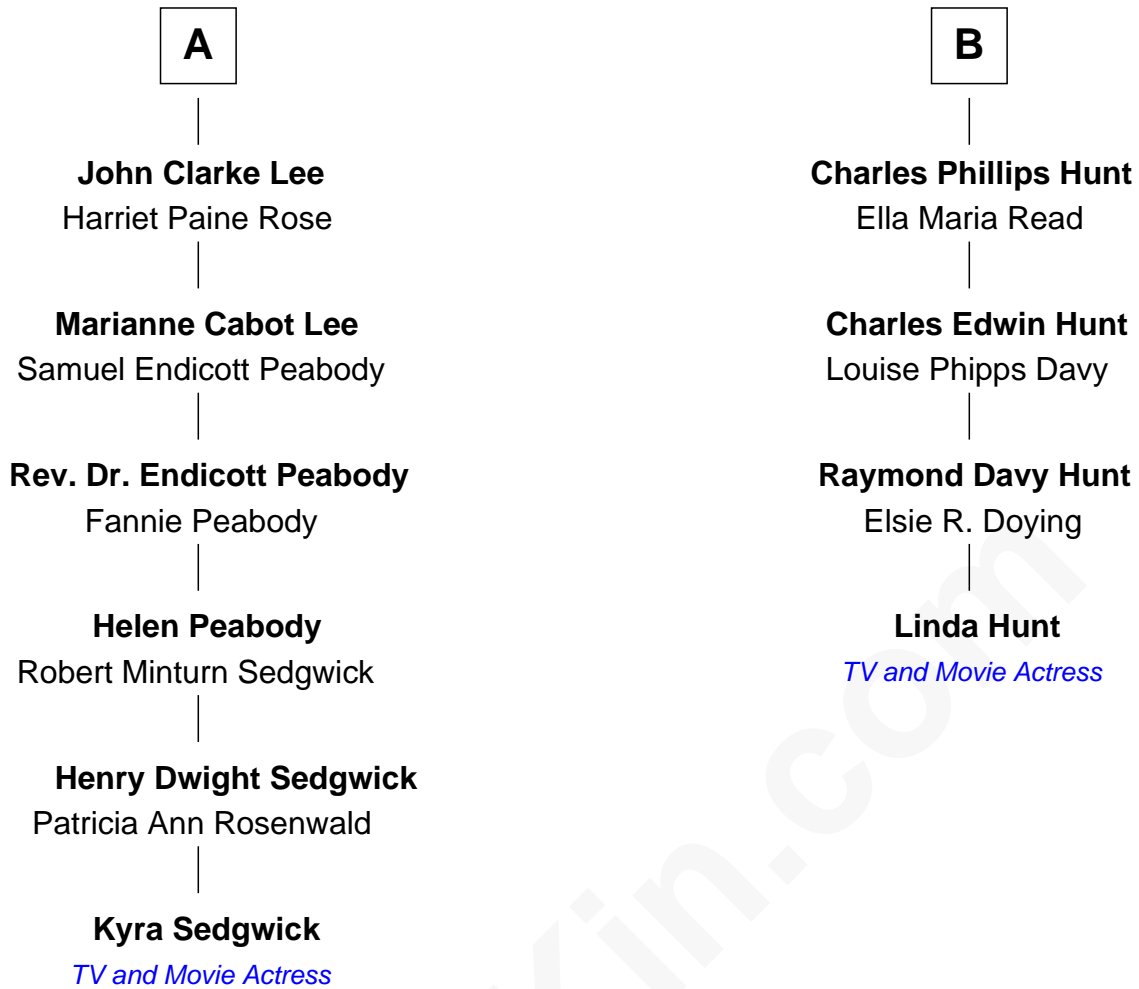 A
John Clarke Lee
Harriet Paine Rose
Marianne Cabot Lee
Samuel Endicott Peabody
Rev. Dr. Endicott Peabody
Fannie Peabody
Helen Peabody
Robert Minturn Sedgwick
Henry Dwight Sedgwick
Patricia Ann Rosenwald
Kyra Sedgwick
TV and Movie Actress
B
Charles Phillips Hunt
Ella Maria Read
Charles Edwin Hunt
Louise Phipps Davy
Raymond Davy Hunt
Elsie R. Doying
Linda Hunt
TV and Movie Actress